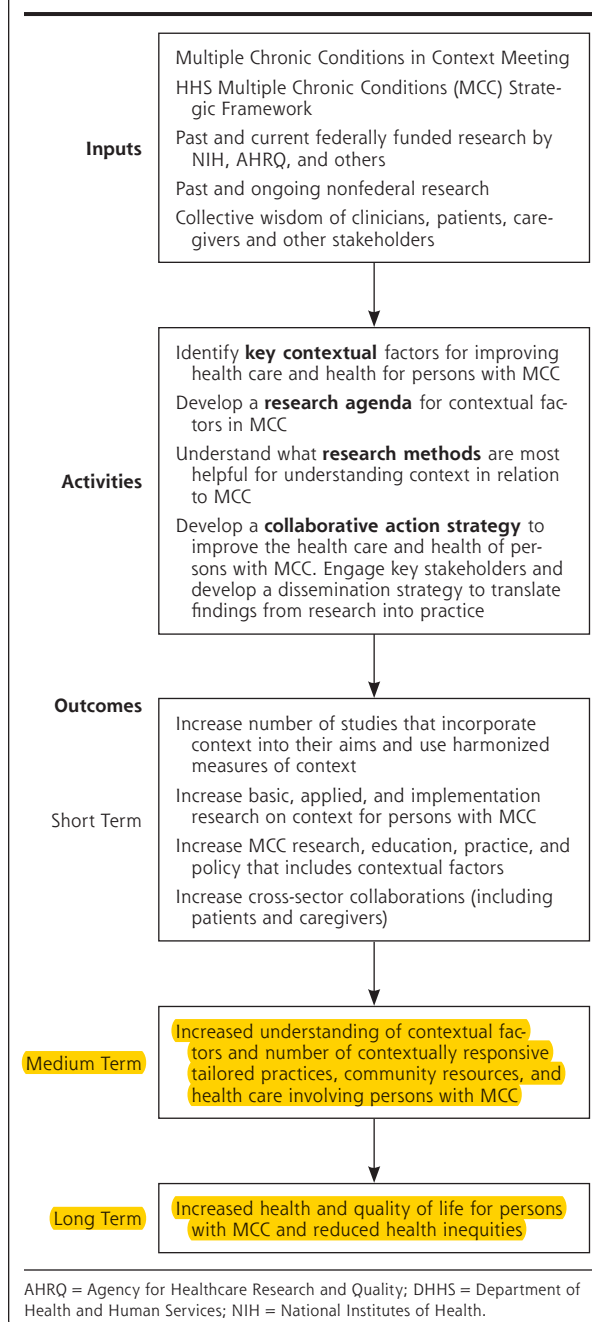 Multiple Chronic Conditions in Context Meeting
HHS Multiple Chronic Conditions (MCC) Strate-
gic Framework
Inputs
Past and current federally funded research by
NIH, AHRQ, and others
Past and ongoing nonfederal research
Collective wisdom of clinicians, patients, care-
givers and other stakeholders
Identify key contextual factors for improving
health care and health for persons with MCC
Develop a research agenda for contextual fac-
tors in MCC
Understand what research methods are most
helpful for understanding context in relation
to MCC
Activities
Develop a collaborative action strategy to
improve the health care and health of per-
sons with MCC. Engage key stakeholders and
develop a dissemination strategy to translate
findings from research into practice
Outcomes
Increase number of studies that incorporate
context into their aims and use harmonized
measures of context
Short Term
Increase basic, applied, and implementation
research on context for persons with MCC
Increase MCC research, education, practice, and
policy that includes contextual factors
Increase cross-sector collaborations (including
patients and caregivers)
Medium Term
Increased understanding of contextual fac-
tors and number of contextually responsive
tailored practices, community resources, and
health care involving persons with MCC
Long Term
Increased health and quality of life for persons
with MCC and reduced health inequities
AHRQ = Agency for Healthcare Research and Quality; DHHS = Department of
Health and Human Services; NIH = National Institutes of Health.